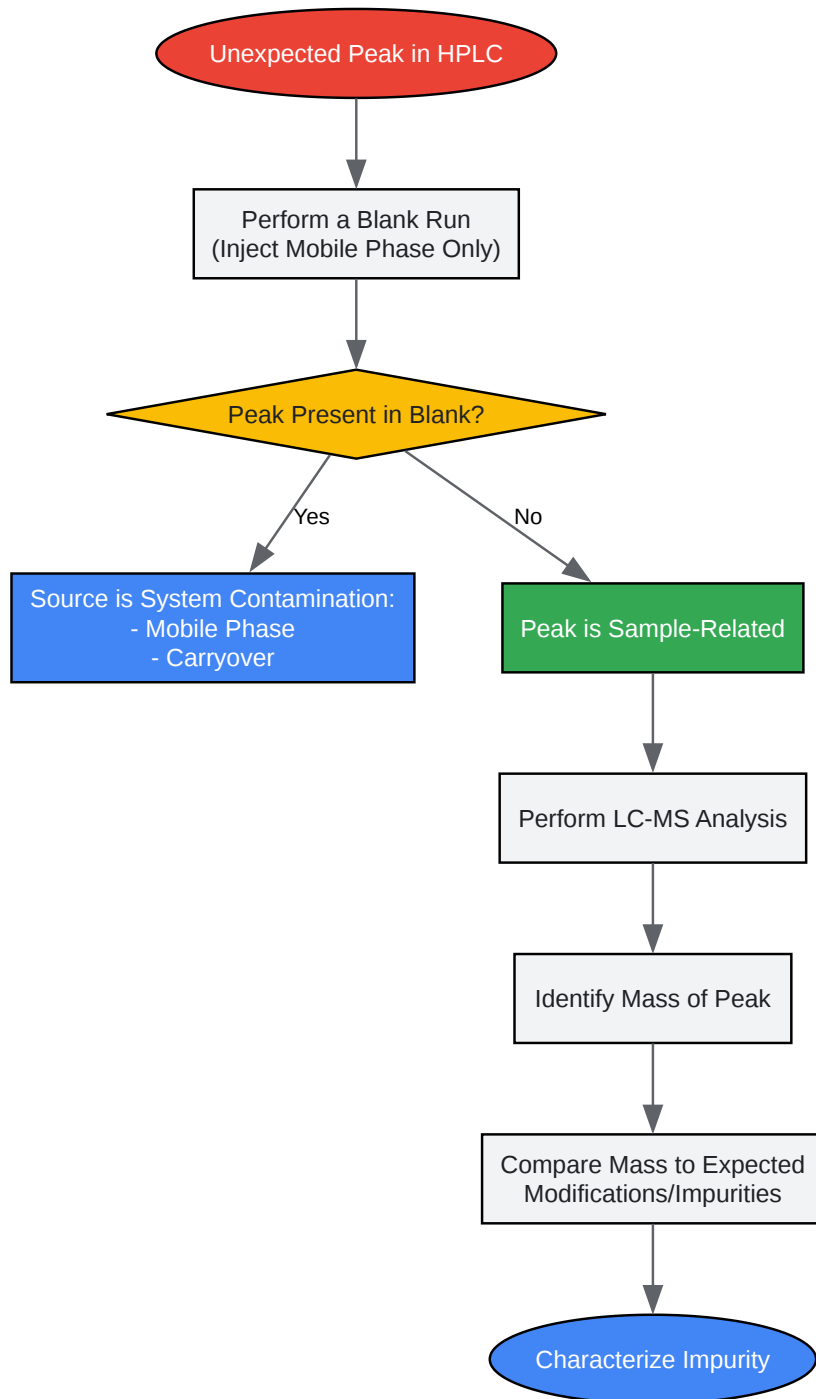 Unexpected Peak in HPLC
Perform a Blank Run
(Inject Mobile Phase Only)
Peak Present in Blank?
Yes
No
Source is System Contamination:
- Mobile Phase
- Carryover
Peak is Sample-Related
Perform LC-MS Analysis
Identify Mass of Peak
Compare Mass to Expected
Modifications/Impurities
Characterize Impurity